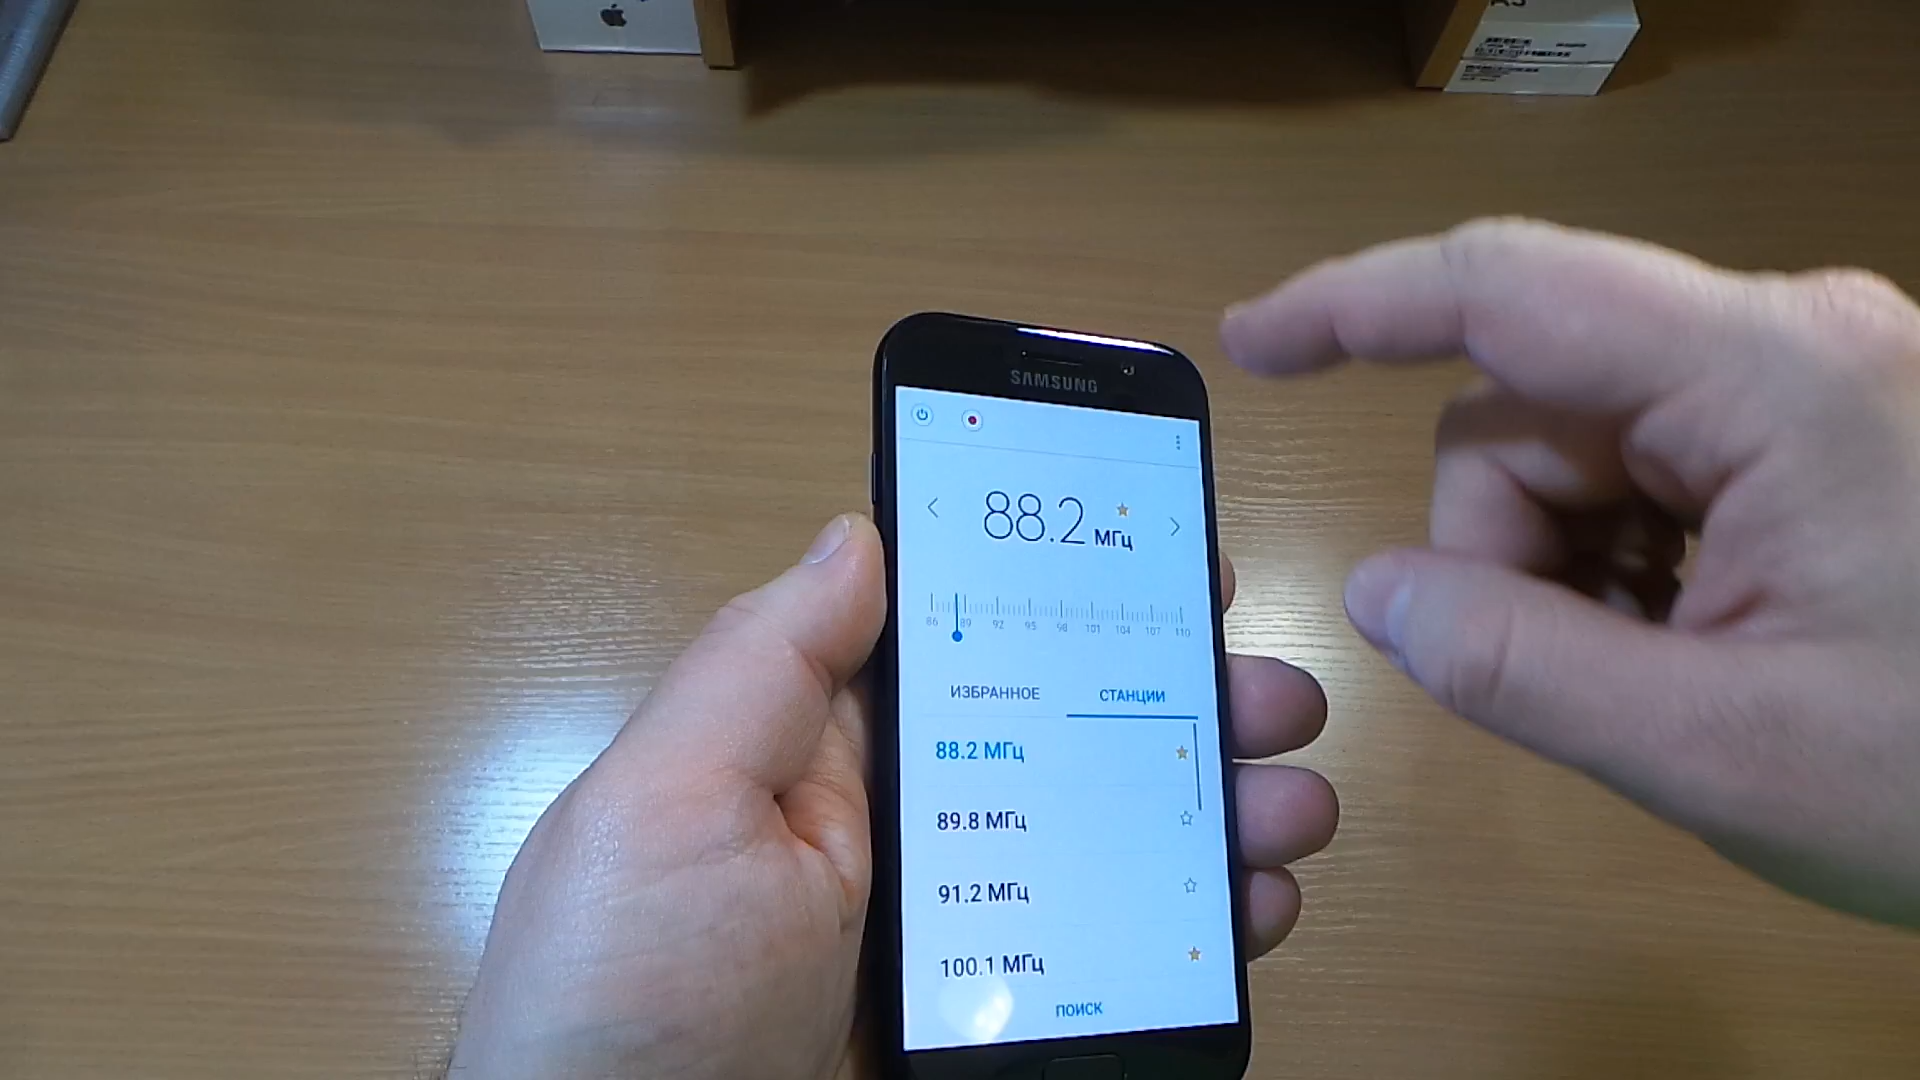 A5
SAMSUNG
88.2 МГц
86 89 92 95 98 101 104 107 110
ИЗБРАННОЕ СТАНЦИИ
88.2 МГц
89.8 МГц
91.2 МГц
100.1 МГц
ПОИСК